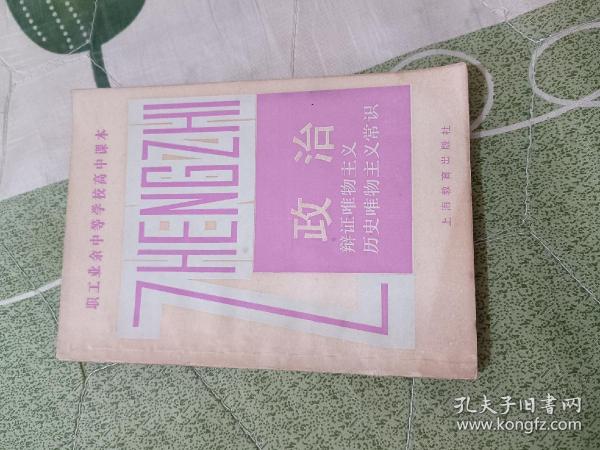 职工业余中等学校高中课本
ZHENGZHI
政治
辩证唯物主义
历史唯物主义常识
上海教育出版社
孔夫子旧书网
www.kongfz.com